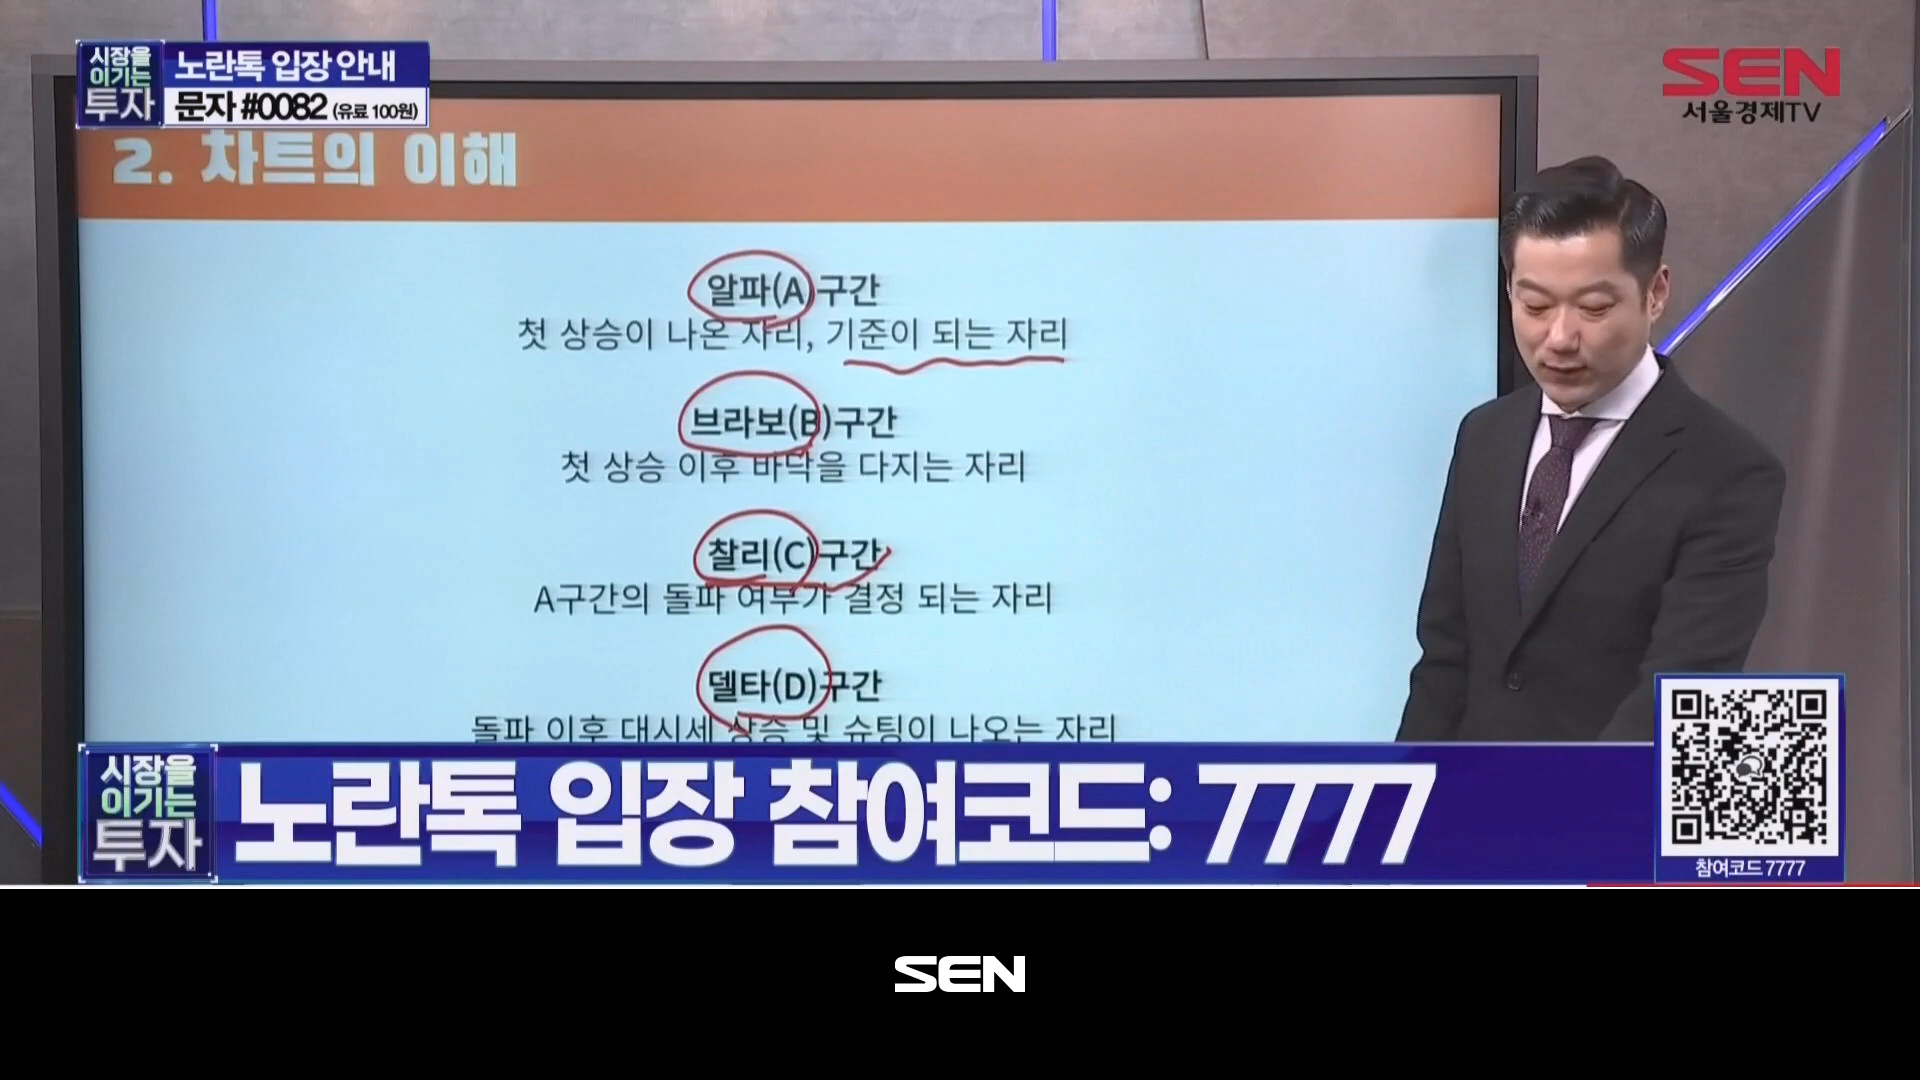 시장을
이기는
투자
노란톡 입장 안내
문자 #0082 (유료 100원)
SEN
서울경제TV
2. 차트의 이해
알파(A)구간
첫 상승이 나온 자리, 기준이 되는 자리
브라보(B)구간
첫 상승 이후 바닥을 다지는 자리
찰리(C)구간
A구간의 돌파 여부가 결정 되는 자리
델타(D)구간
돌파 이후 대시세 상승 및 슈팅이 나오는 자리
시장을
이기는
투자
노란톡 입장 참여코드: 7777
참여코드 7777
SEN